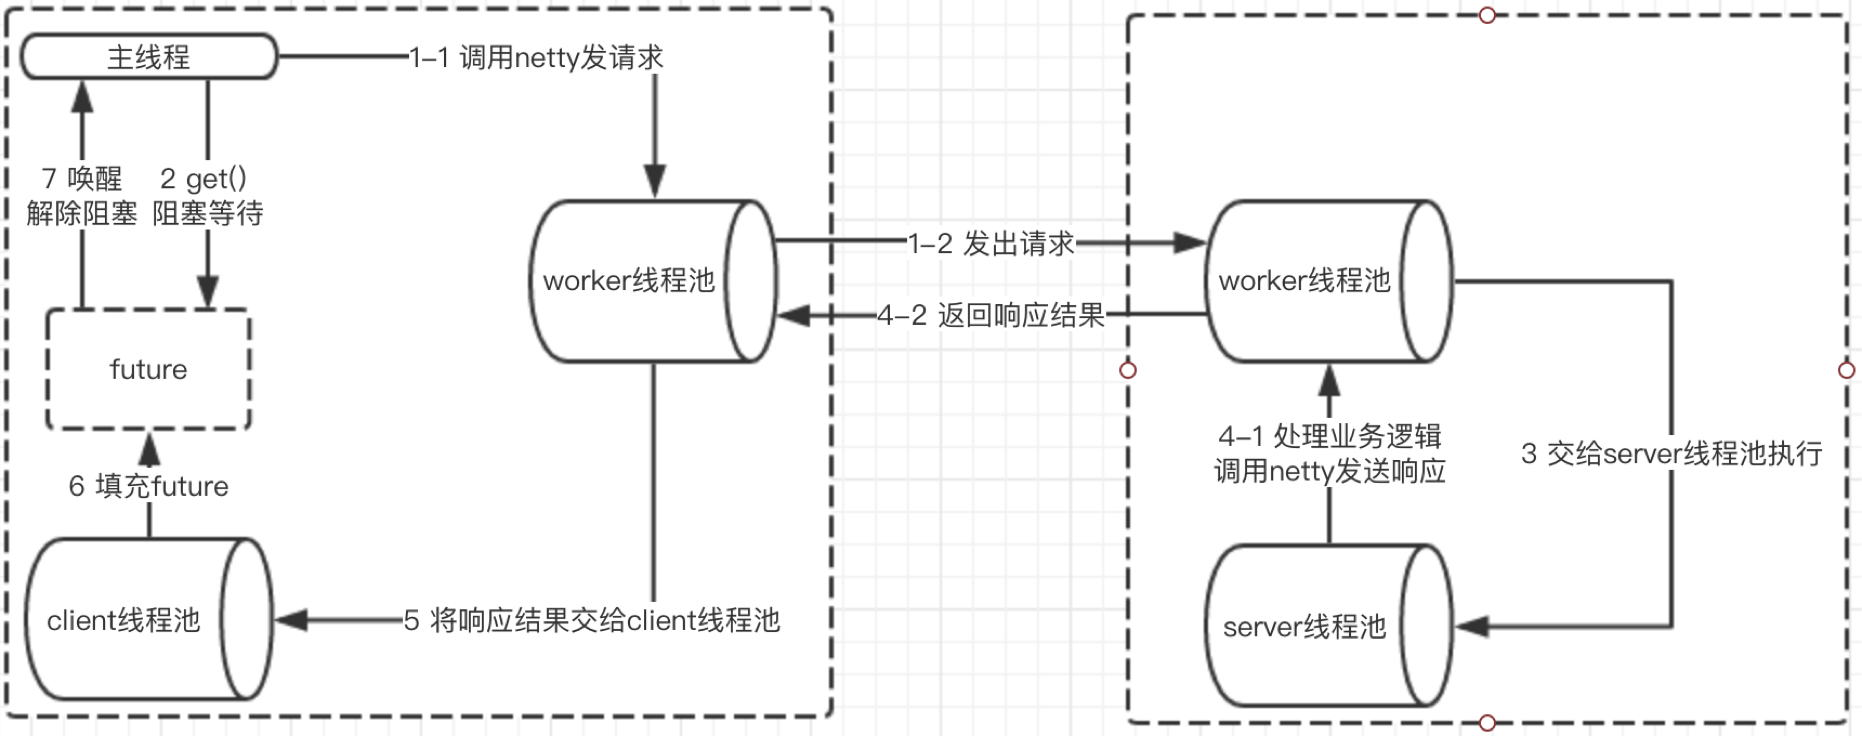 主线程
1-1 调用netty发请求
7 唤醒
解除阻塞
2 get()
阻塞等待
worker线程池
1-2 发出请求
worker线程池
4-2 返回响应结果
future
4-1 处理业务逻辑
调用netty发送响应
3 交给server线程池执行
6 填充future
client线程池
5 将响应结果交给client线程池
server线程池